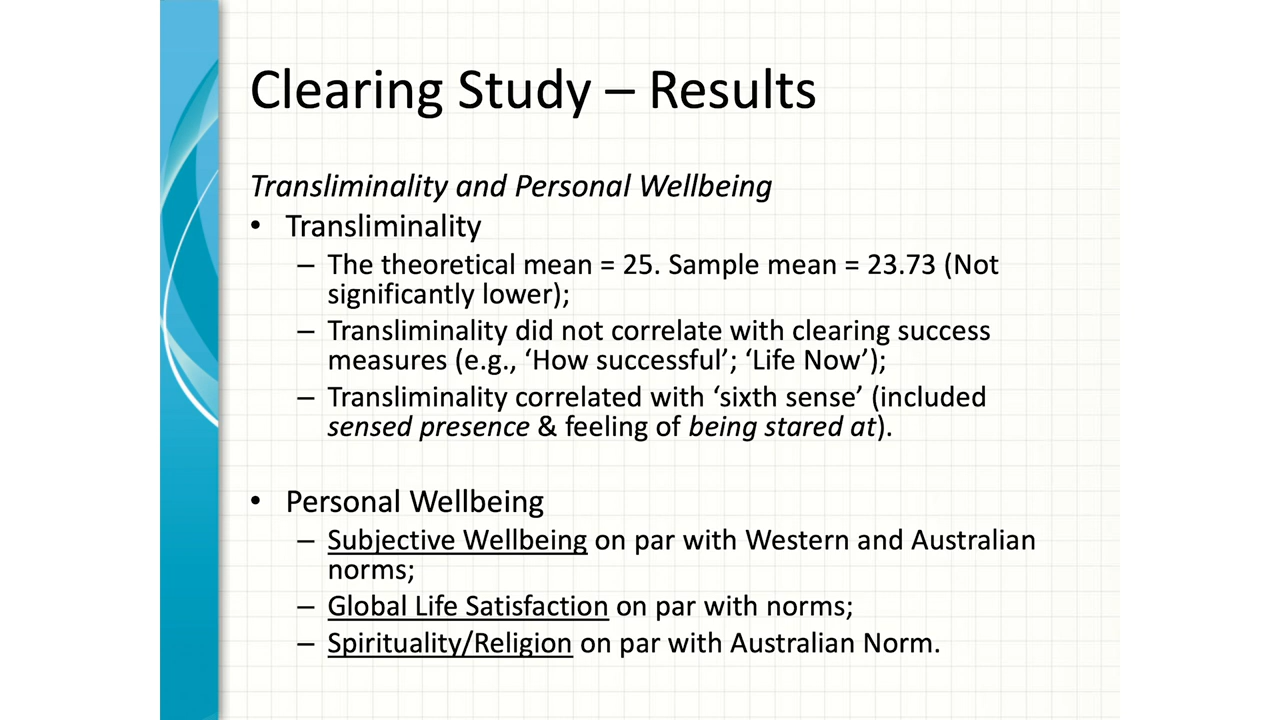 Clearing Study – Results
Transliminality and Personal Wellbeing
• Transliminality
– The theoretical mean = 25. Sample mean = 23.73 (Not
significantly lower);
– Transliminality did not correlate with clearing success
measures (e.g., ‘How successful’; ‘Life Now’);
– Transliminality correlated with ‘sixth sense’ (included
sensed presence & feeling of being stared at).
• Personal Wellbeing
– Subjective Wellbeing on par with Western and Australian
norms;
– Global Life Satisfaction on par with norms;
– Spirituality/Religion on par with Australian Norm.